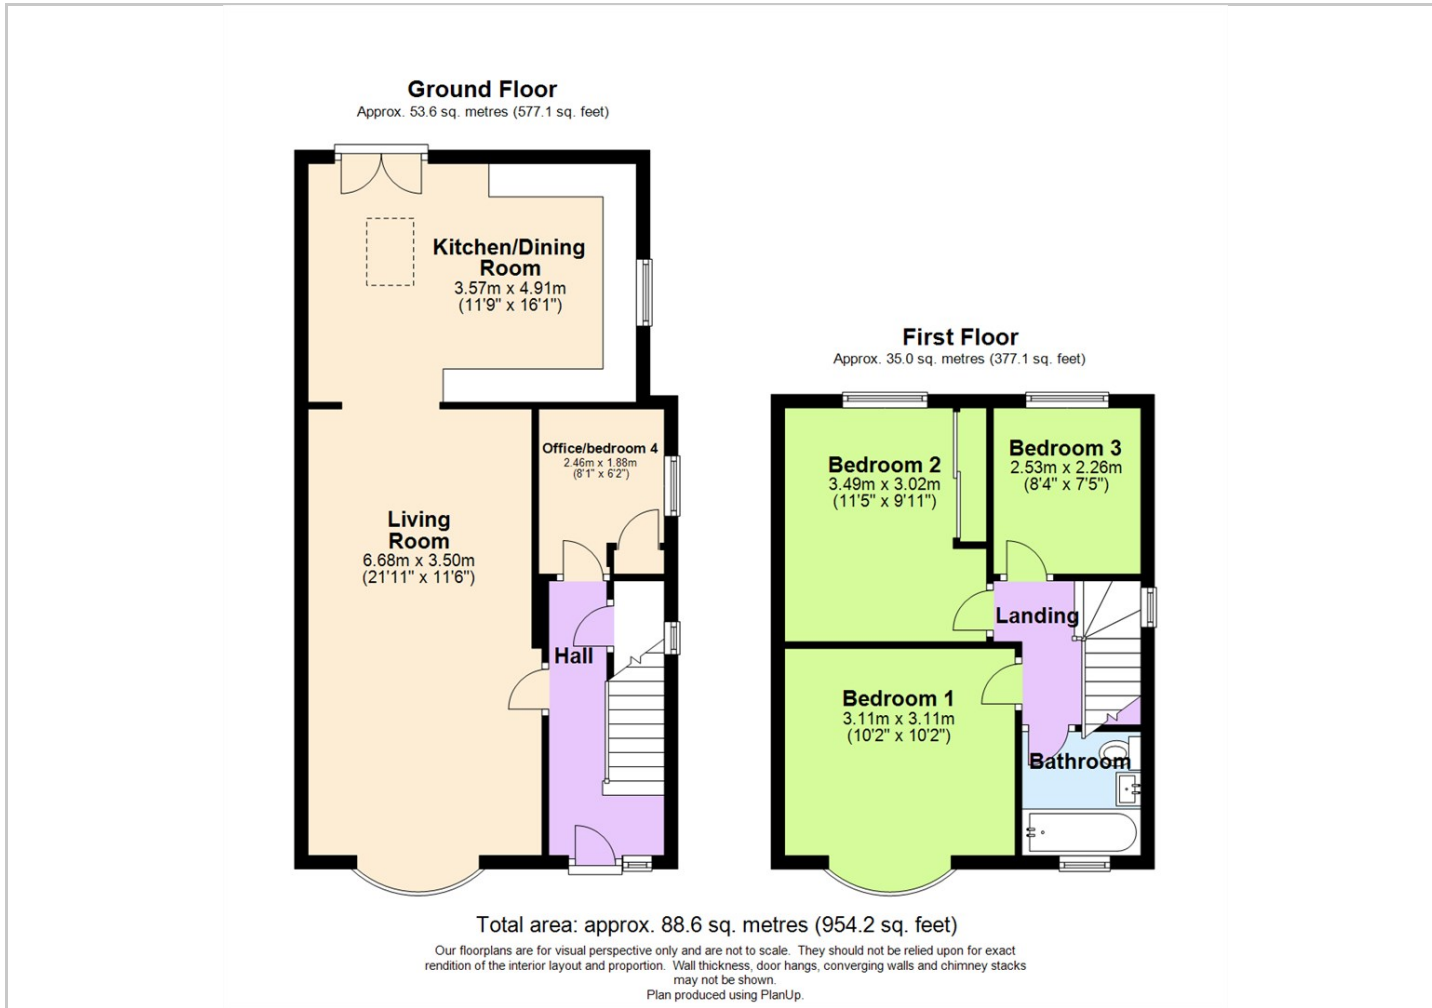 Ground Floor
Approx. 53.6 sq. metres (577.1 sq. feet)
Kitchen/Dining
Room
3.57m x 4.91m
(11'9" x 16'1")
Office/bedroom 4
2.46m x 1.88m
(8'1" x 6'2")
Living
Room
6.68m x 3.50m
(21'11" x 11'6")
Hall
First Floor
Approx. 35.0 sq. metres (377.1 sq. feet)
Bedroom 2
3.49m x 3.02m
(11'5" x 9'11")
Bedroom 3
2.53m x 2.26m
(8'4" x 7'5")
Landing
Bedroom 1
3.11m x 3.11m
(10'2" x 10'2")
Bathroom
Total area: approx. 88.6 sq. metres (954.2 sq. feet)
Our floorplans are for visual perspective only and are not to scale. They should not be relied upon for exact
rendition of the interior layout and proportion. Wall thickness, door hangs, converging walls and chimney stacks
may not be shown.
Plan produced using PlanUp.